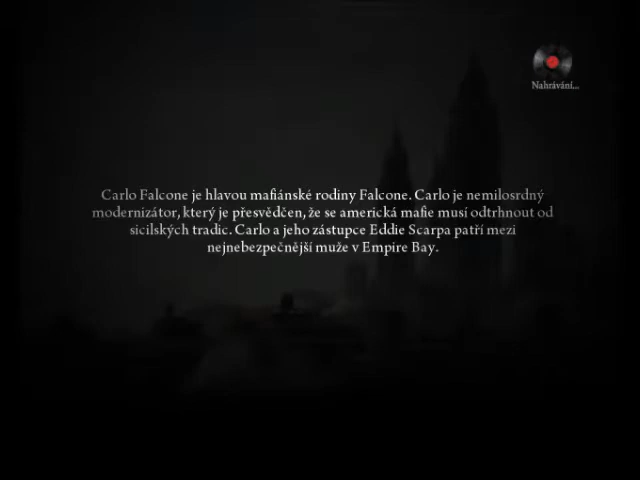 Nahrávání...
Carlo Falcone je hlavou mafiánské rodiny Falcone. Carlo je nemilosrdný
modernizátor, který je přesvědčen, že se americká mafie musí odtrhnout od
sicilských tradic. Carlo a jeho zástupce Eddie Scarpa patří mezi
nejnebezpečnější muže v Empire Bay.